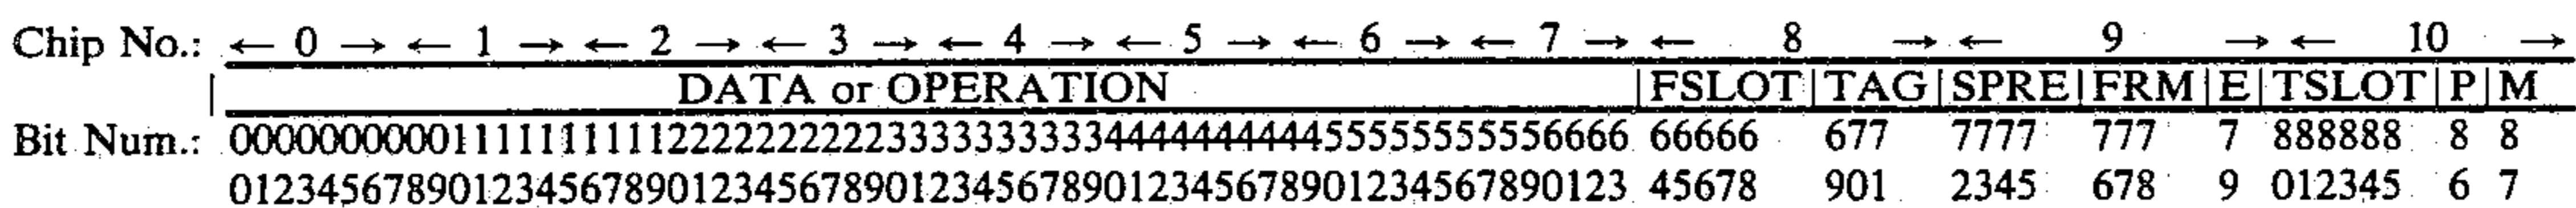 Chip No.: ← 0 → ← 1 → ← 2 → ← 3 → ← 4 → ← 5 → ← 6 → ← 7 → ← 8 → ← 9 → ← 10 →
| DATA or OPERATION |FSLOT|TAG|SPRE|FRM|E|TSLOT|P|M
Bit Num.: 0000000000111111111122222222223333333333444444444455555555556666 66666 677 7777 777 7 888888 8 8
0123456789012345678901234567890123456789012345678901234567890123 45678 901 2345 678 9 012345 6 7